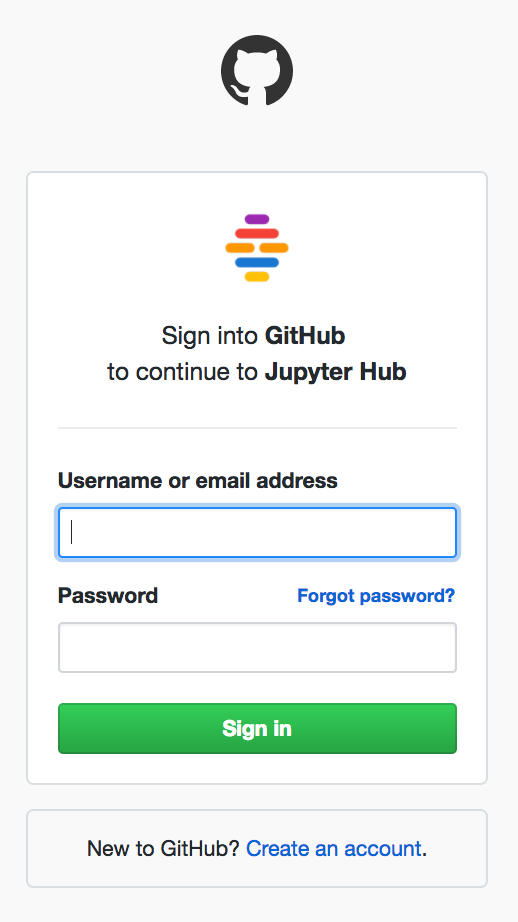 Sign into GitHub
to continue to Jupyter Hub
Username or email address
Password Forgot password?
Sign in
New to GitHub? Create an account.